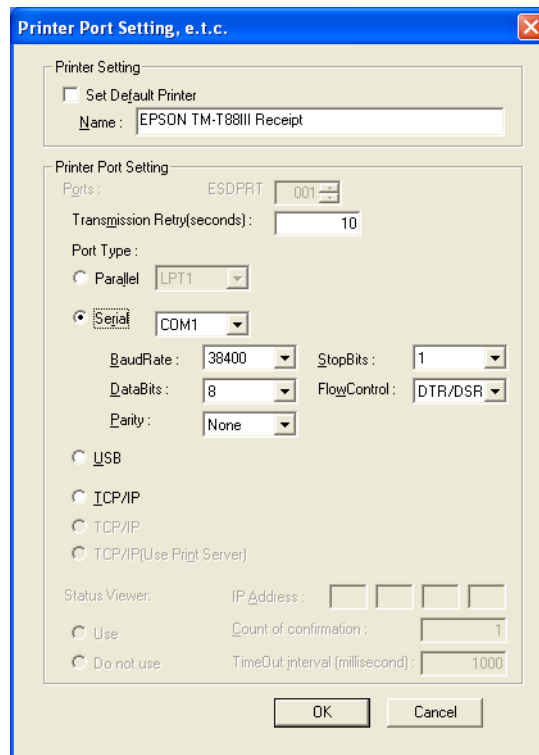 Printer Port Setting, e.t.c.
Printer Setting
Set Default Printer
Name : EPSON TM-T88III Receipt
Printer Port Setting
Ports : ESDPRT 001
Transmission Retry(seconds) : 10
Port Type :
Parallel LPT1
Serial COM1
BaudRate : 38400 StopBits : 1
DataBits : 8 FlowControl : DTR/DSR
Parity : None
USB
TCP/IP
TCP/IP
TCP/IP(Use Print Server)
Status Viewer: IP Address :
Use Count of confirmation : 1
Do not use TimeOut interval (millisecond) : 1000
OK Cancel